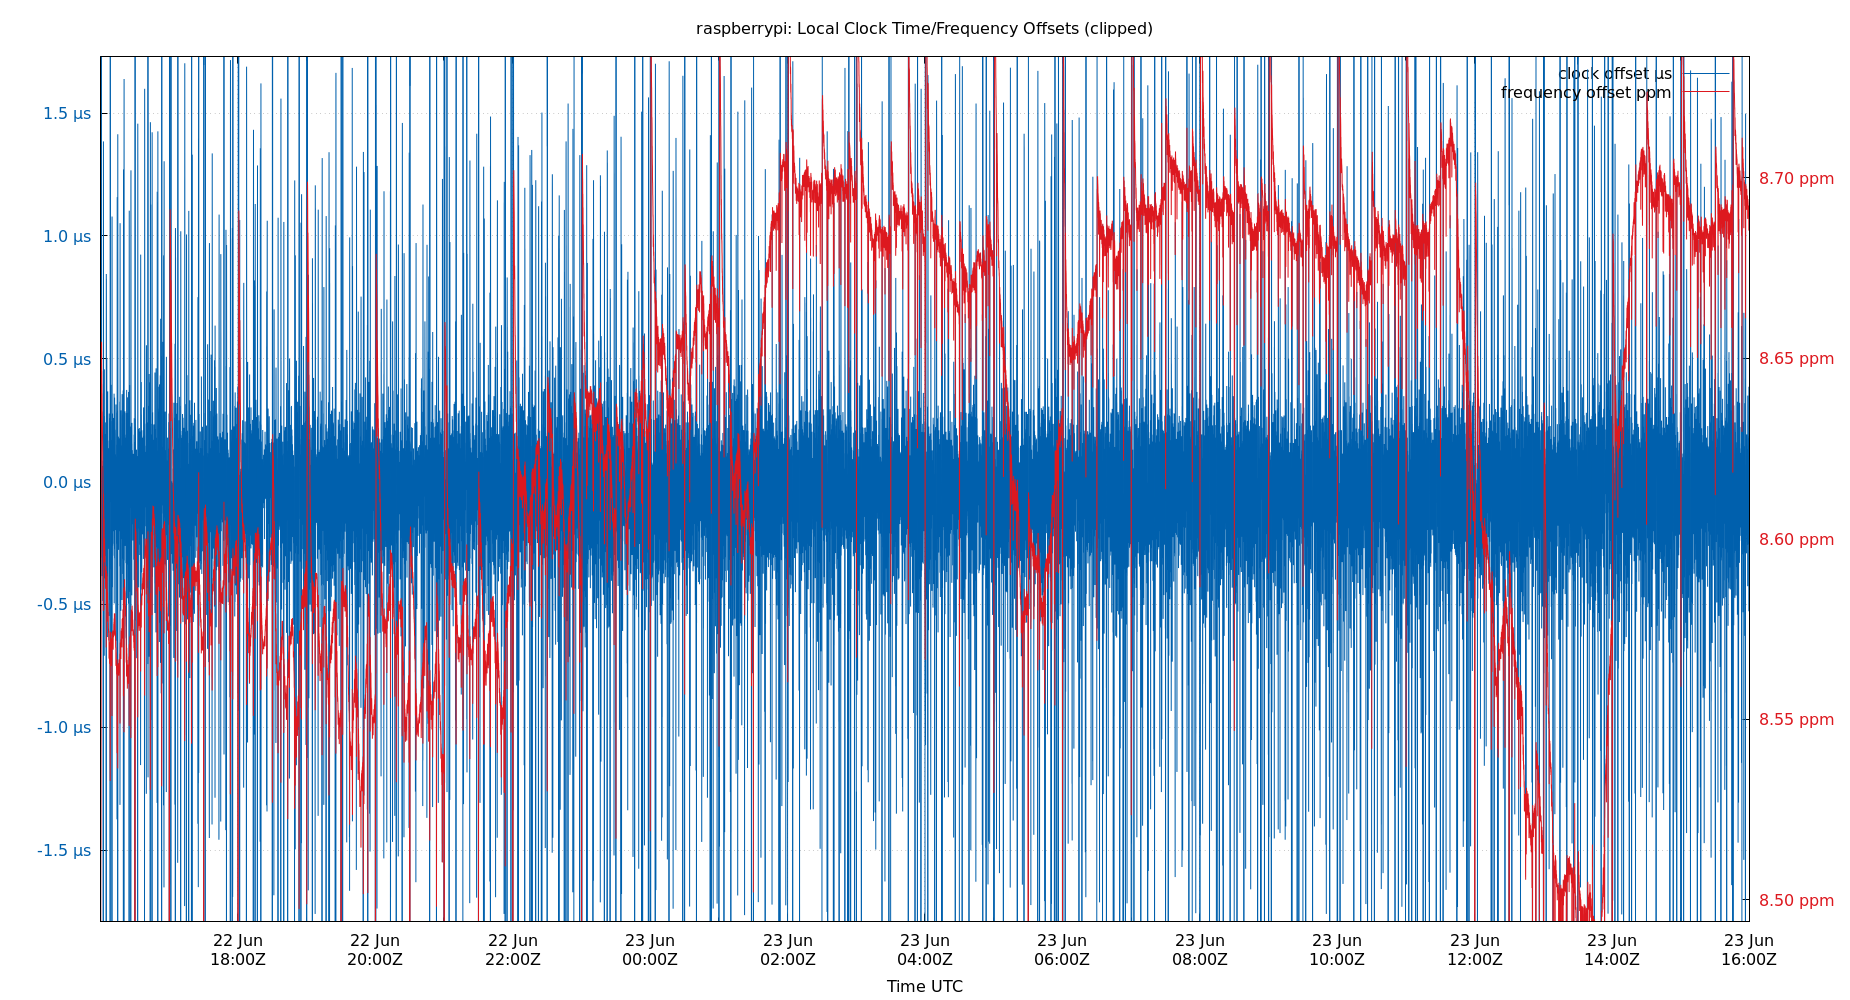 raspberrypi: Local Clock Time/Frequency Offsets (clipped)
clock offset µs
frequency offset ppm
1.5 µs
1.0 µs
0.5 µs
0.0 µs
-0.5 µs
-1.0 µs
-1.5 µs
8.70 ppm
8.65 ppm
8.60 ppm
8.55 ppm
8.50 ppm
22 Jun 22 Jun 22 Jun 23 Jun 23 Jun 23 Jun 23 Jun 23 Jun 23 Jun 23 Jun 23 Jun 23 Jun
18:00Z 20:00Z 22:00Z 00:00Z 02:00Z 04:00Z 06:00Z 08:00Z 10:00Z 12:00Z 14:00Z 16:00Z
Time UTC